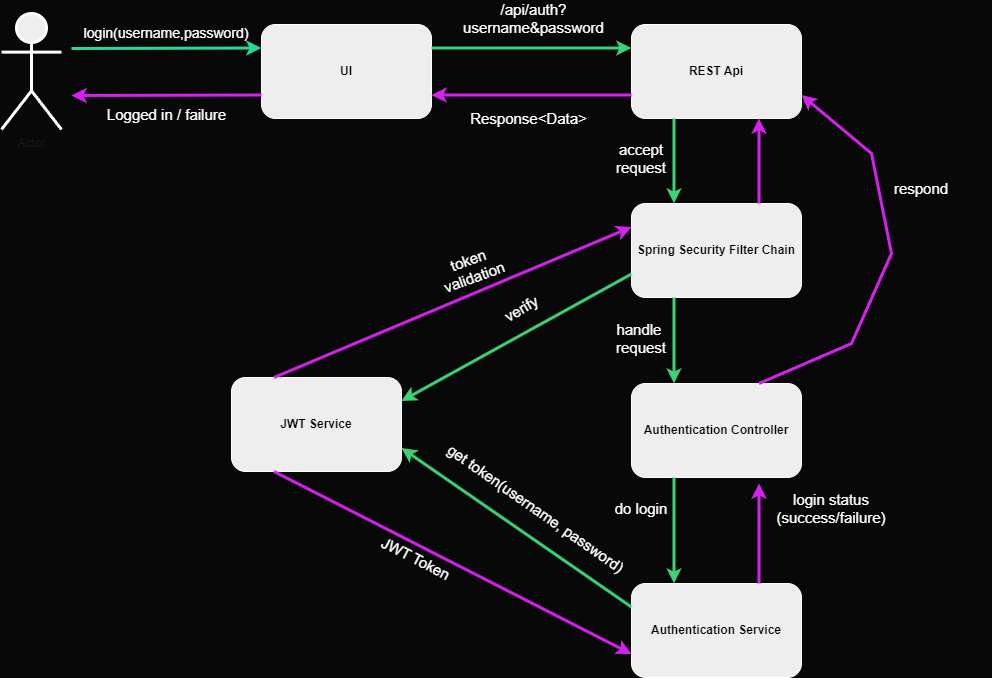 /api/auth?
username&password
login(username,password)
UI
REST Api
Logged in / failure
Response<Data>
Actor
accept
request
respond
Spring Security Filter Chain
token
validation
verify
handle
request
JWT Service
Authentication Controller
get token(username, password)
do login
login status
(success/failure)
JWT Token
Authentication Service